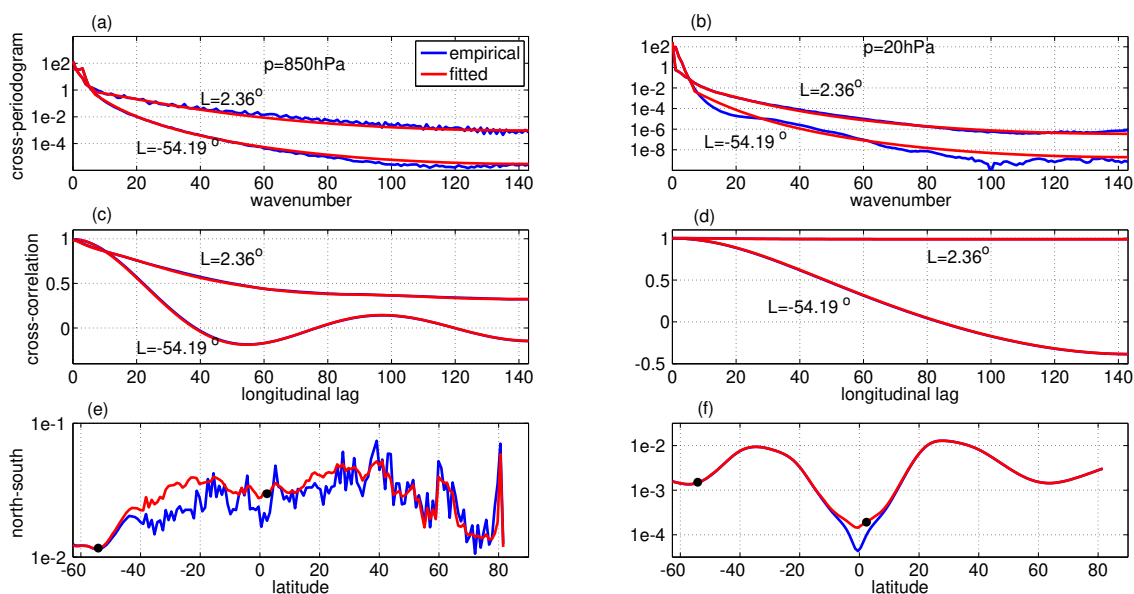 (a)
cross-periodogram
1e2
1
1e-2
1e-4
p=850hPa
empirical
fitted
L=2.36o
L=-54.19 o
0 20 40 60 80 100 120 140
wavenumber
(b)
1e2
1
1e-2
1e-4
1e-6
1e-8
p=20hPa
L=2.36o
L=-54.19 o
0 20 40 60 80 100 120 140
wavenumber
(c)
cross-correlation
1
0.5
0
L=2.36o
L=-54.19 o
0 20 40 60 80 100 120 140
longitudinal lag
(d)
1
0.5
0
-0.5
L=2.36o
L=-54.19 o
0 20 40 60 80 100 120 140
longitudinal lag
(e)
north-south
1e-1
1e-2
-60 -40 -20 0 20 40 60 80
latitude
(f)
1e-2
1e-3
1e-4
-60 -40 -20 0 20 40 60 80
latitude